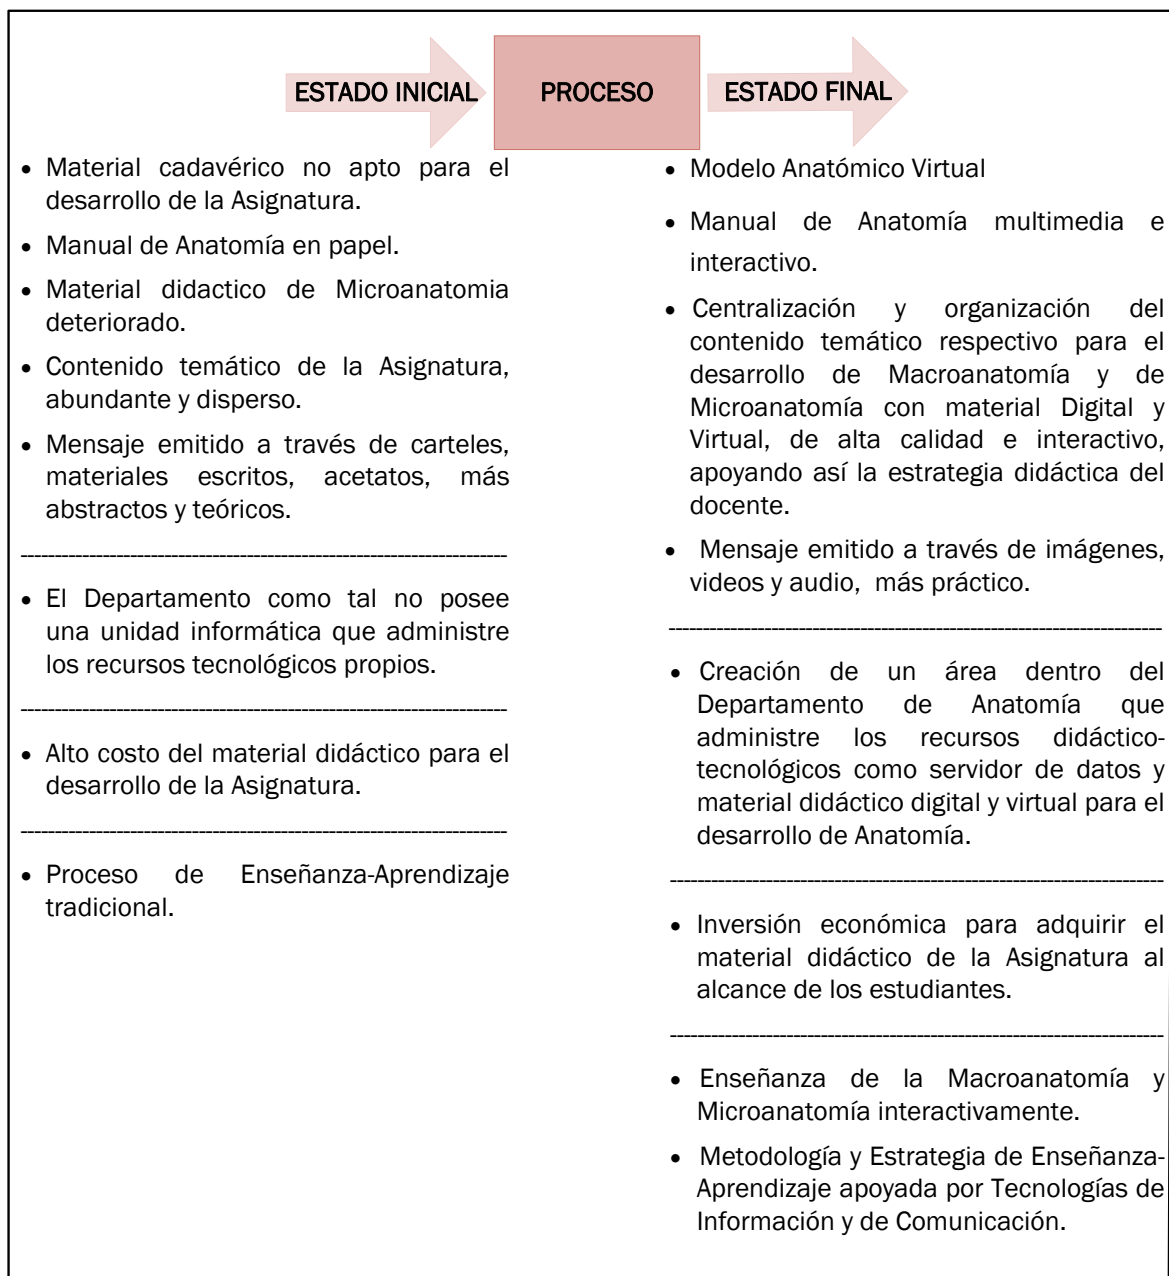 ESTADO INICIAL
PROCESO
ESTADO FINAL
• Material cadavérico no apto para el
desarrollo de la Asignatura.
• Manual de Anatomía en papel.
• Material didactico de Microanatomia
deteriorado.
• Contenido temático de la Asignatura,
abundante y disperso.
• Mensaje emitido a través de carteles,
materiales escritos, acetatos, más
abstractos y teóricos.
• El Departamento como tal no posee
una unidad informática que administre
los recursos tecnológicos propios.
• Alto costo del material didáctico para el
desarrollo de la Asignatura.
• Proceso de Enseñanza-Aprendizaje
tradicional.
• Modelo Anatómico Virtual
• Manual de Anatomía multimedia e
interactivo.
• Centralización y organización del
contenido temático respectivo para el
desarrollo de Macroanatomía y de
Microanatomía con material Digital y
Virtual, de alta calidad e interactivo,
apoyando así la estrategia didáctica del
docente.
• Mensaje emitido a través de imágenes,
videos y audio, más práctico.
• Creación de un área dentro del
Departamento de Anatomía que
administre los recursos didáctico-
tecnológicos como servidor de datos y
material didáctico digital y virtual para el
desarrollo de Anatomía.
• Inversión económica para adquirir el
material didáctico de la Asignatura al
alcance de los estudiantes.
• Enseñanza de la Macroanatomía y
Microanatomía interactivamente.
• Metodología y Estrategia de Enseñanza-
Aprendizaje apoyada por Tecnologías de
Información y de Comunicación.